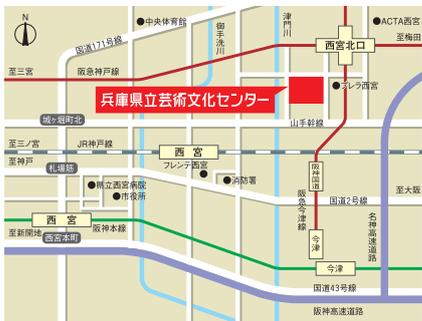 N
中央体育館
御手洗川
津門川
ACTA西宮
国道171号線
西宮北口
至梅田
至三宮
阪急神戸線
兵庫県立芸術文化センター
プレラ西宮
城ヶ堀町北
山手幹線
至三ノ宮
JR神戸線
西宮
至神戸
札場筋
フレンテ西宮
阪神国道
県立西宮病院
消防署
市役所
至大阪
国道2号線
阪急今津線
西宮
至新開地
阪神本線
今津
名神高速道路
西宮本町
今津
国道43号線
阪神高速道路